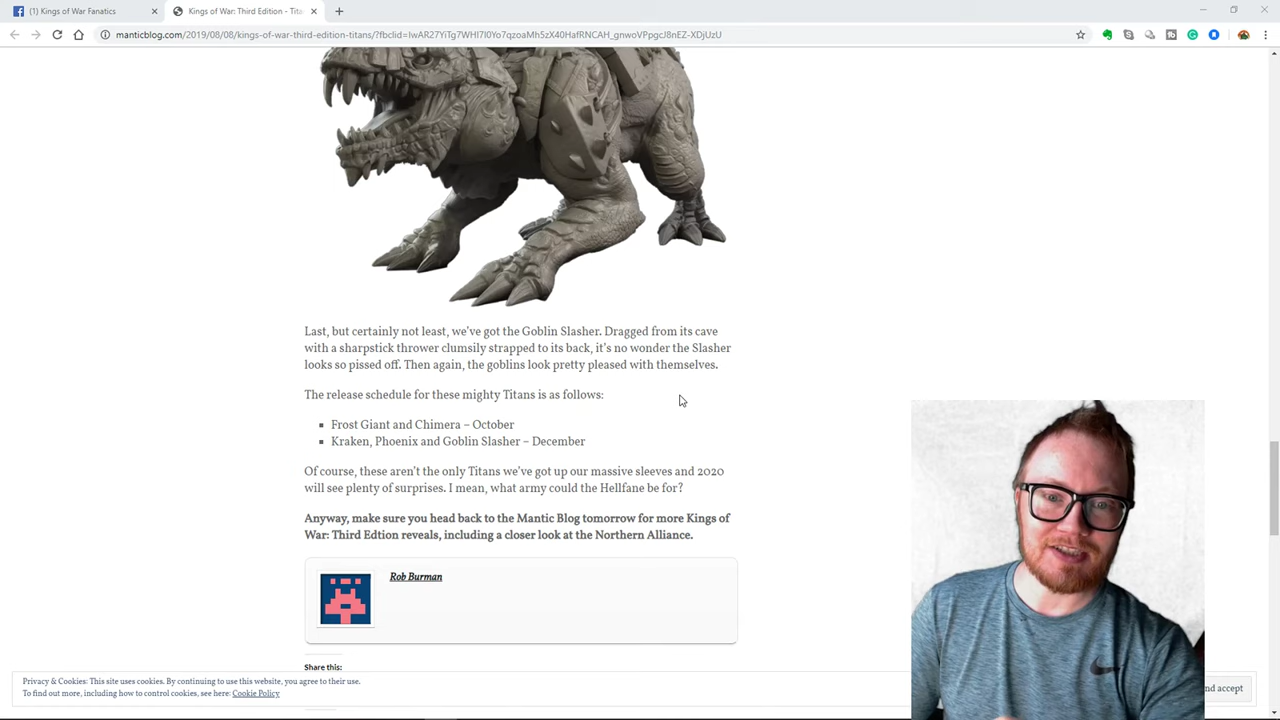 (1) Kings of War Fanatics
Kings of War: Third Edition - Tita
manticblog.com/2019/08/08/kings-of-war-third-edition-titans/?fbclid=IwAR27YiTg7WHI7I0Yo7qzoaMh5zX40HafRNCAH_gnwoVPpgcJ8nEZ-XDjUzU
Last, but certainly not least, we've got the Goblin Slasher. Dragged from its cave
with a sharpstick thrower clumsily strapped to its back, it's no wonder the Slasher
looks so pissed off. Then again, the goblins look pretty pleased with themselves.
The release schedule for these mighty Titans is as follows:
Frost Giant and Chimera – October
Kraken, Phoenix and Goblin Slasher – December
Of course, these aren't the only Titans we've got up our massive sleeves and 2020
will see plenty of surprises. I mean, what army could the Hellfane be for?
Anyway, make sure you head back to the Mantic Blog tomorrow for more Kings of
War: Third Edtion reveals, including a closer look at the Northern Alliance.
Rob Burman
Share this:
Privacy & Cookies: This site uses cookies. By continuing to use this website, you agree to their use.
To find out more, including how to control cookies, see here: Cookie Policy
nd accept